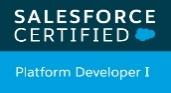 SALESFORCE
CERTIFIED
Platform Developer I